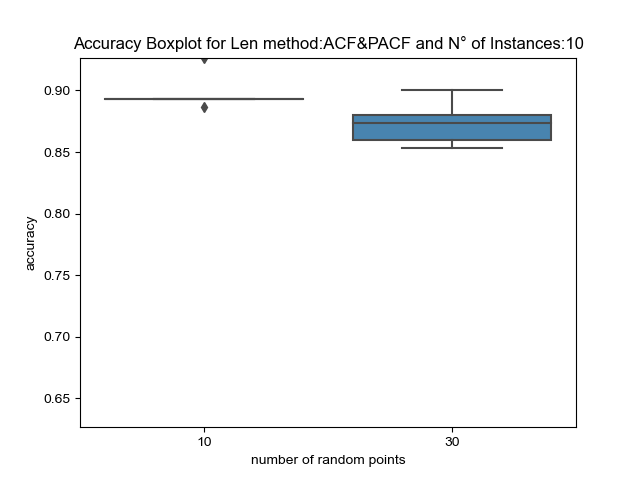 Accuracy Boxplot for Len method:ACF&PACF and N° of Instances:10
0.90
0.85
0.80
0.75
0.70
0.65
accuracy
10 30
number of random points